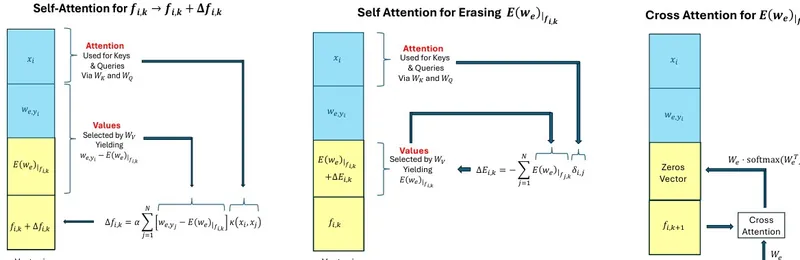 Self-Attention for f_{i,k} → f_{i,k} + Δf_{i,k}
x_i
Attention
Used for Keys
& Queries
Via W_K and W_Q
w_{e,y_i}
Values
Selected by W_V
Yielding
w_{e,y_i} − E(w_e)|_{f_{i,k}}
E(w_e)|_{f_{i,k}}
f_{i,k} + Δf_{i,k}
Δf_{i,k} = α ∑_{j=1}^{N} [w_{e,y_j} − E(w_e)|_{f_{j,k}}] κ(x_i, x_j)
Self Attention for Erasing E(w_e)|_{f_{i,k}}
x_i
Attention
Used for Keys
& Queries
Via W_K and W_Q
w_{e,y_i}
Values
Selected by W_V
Yielding
E(w_e)|_{f_{i,k}}
E(w_e)|_{f_{i,k}}
+ΔE_{i,k}
ΔE_{i,k} = − ∑_{j=1}^{N} E(w_e)|_{f_{j,k}} δ_{i,j}
f_{i,k}
Cross Attention for E(w_e)|
x_i
w_{e,y_i}
Zeros
Vector
W_e · softmax(W_e^T
f_{i,k+1}
Cross
Attention
W_e